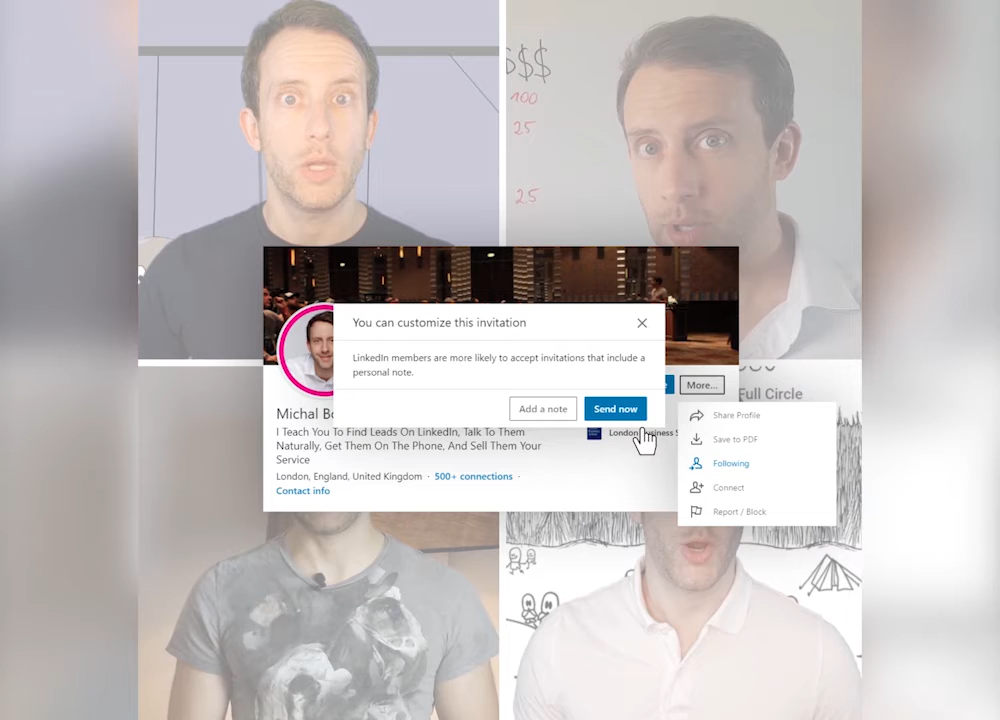 $$$
100
25
2.5
You can customize this invitation
LinkedIn members are more likely to accept invitations that include a
personal note.
Add a note
Send now
More...
Full Circle
Michal
I Teach You To Find Leads On LinkedIn, Talk To Them
Naturally, Get Them On The Phone, And Sell Them Your
Service
London, England, United Kingdom · 500+ connections ·
Contact info
London Business
Share Profile
Save to PDF
Following
Connect
Report / Block